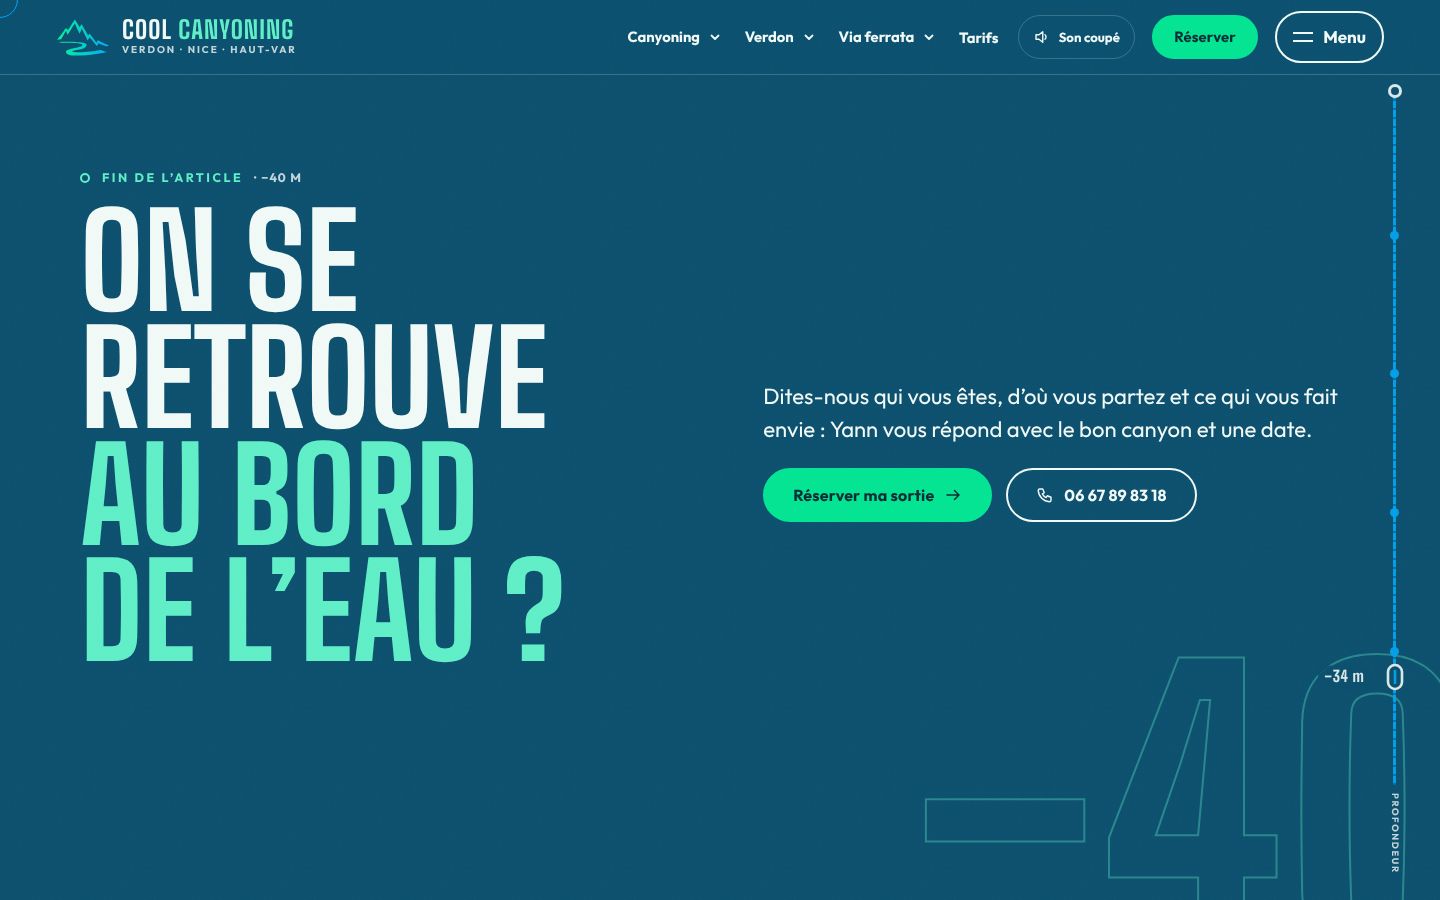 COOL CANYONING
VERDON · NICE · HAUT-VAR
Canyoning
Verdon
Via ferrata
Tarifs
Son coupé
Réserver
Menu
FIN DE L’ARTICLE · −40 M
ON SE
RETROUVE
AU BORD
DE L’EAU ?
Dites-nous qui vous êtes, d’où vous partez et ce qui vous fait
envie : Yann vous répond avec le bon canyon et une date.
Réserver ma sortie →
06 67 89 83 18
−34 m
−40
PROFONDEUR